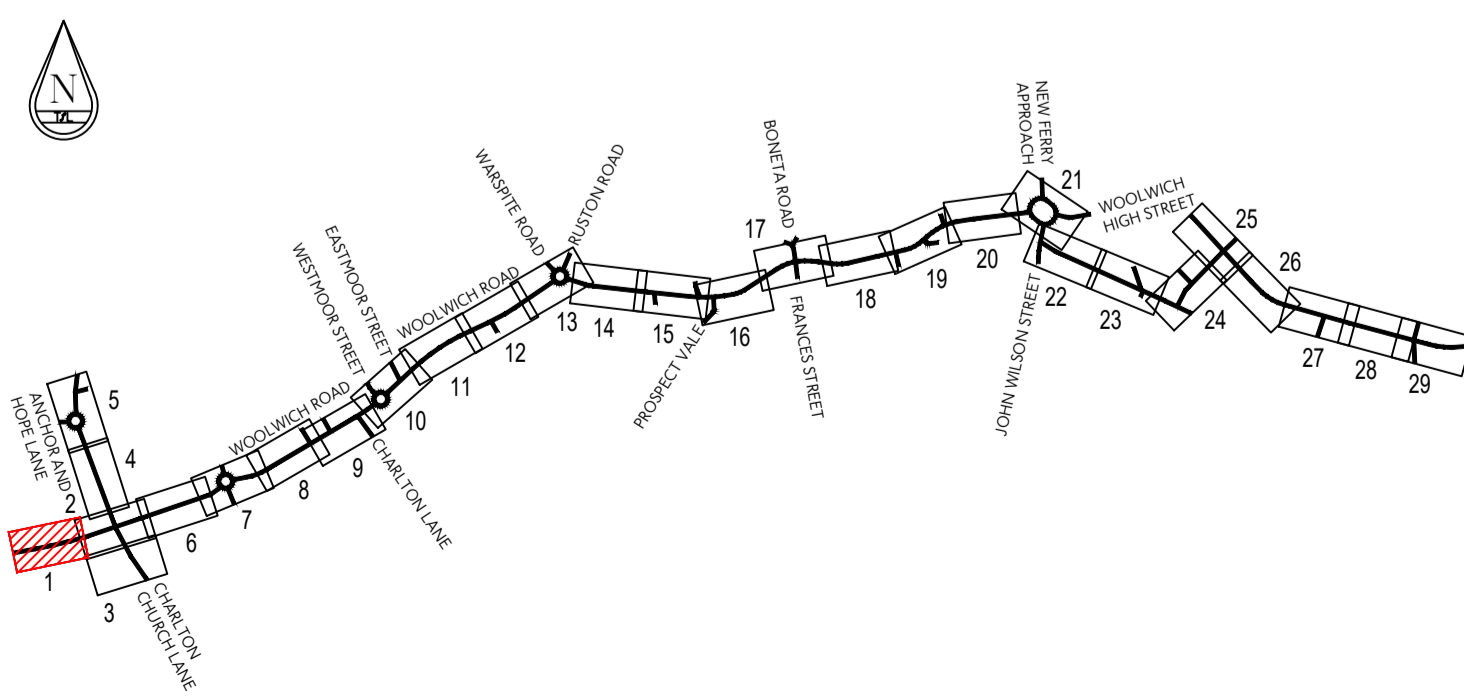 N
TfL
NEW FERRY
APPROACH
BONETA ROAD
WARSPITE ROAD
RUSTON ROAD
21
WOOLWICH
HIGH STREET
17
25
EASTMOOR STREET
WESTMOOR STREET
WOOLWICH ROAD
20
19
18
26
22
23
24
13
14
15
16
12
11
10
PROSPECT VALE
FRANCES STREET
JOHN WILSON STREET
27
28
29
5
ANCHOR AND
HOPE LANE
4
WOOLWICH ROAD
9
8
7
CHARLTON LANE
2
6
1
3
CHARLTON
CHURCH LANE